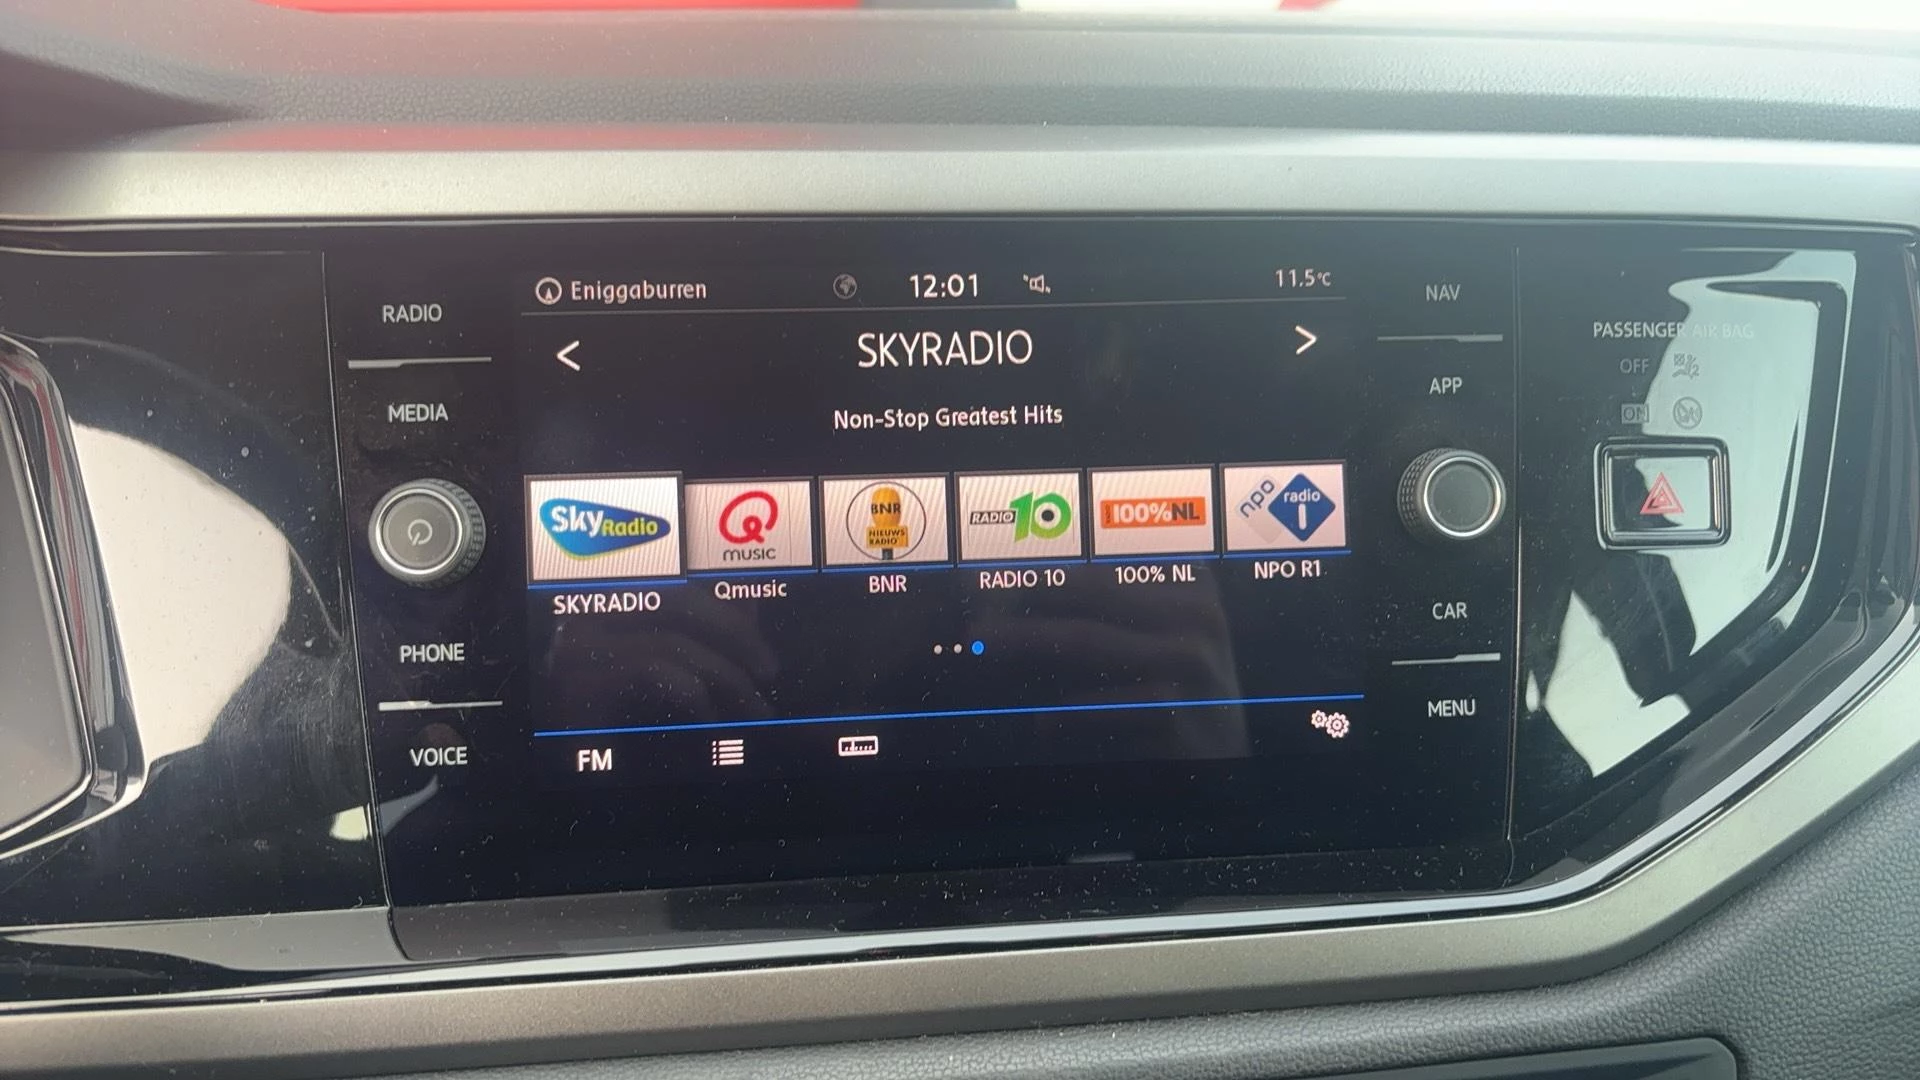 RADIO
MEDIA
PHONE
VOICE
Eniggaburren
12:01
11.5°C
<
SKYRADIO
>
Non-Stop Greatest Hits
Sky Radio
Q music
BNR NIEUWS RADIO
RADIO 10
100% NL
npo radio 1
SKYRADIO
Qmusic
BNR
RADIO 10
100% NL
NPO R1
FM
NAV
APP
CAR
MENU
PASSENGER AIR BAG
OFF
ON